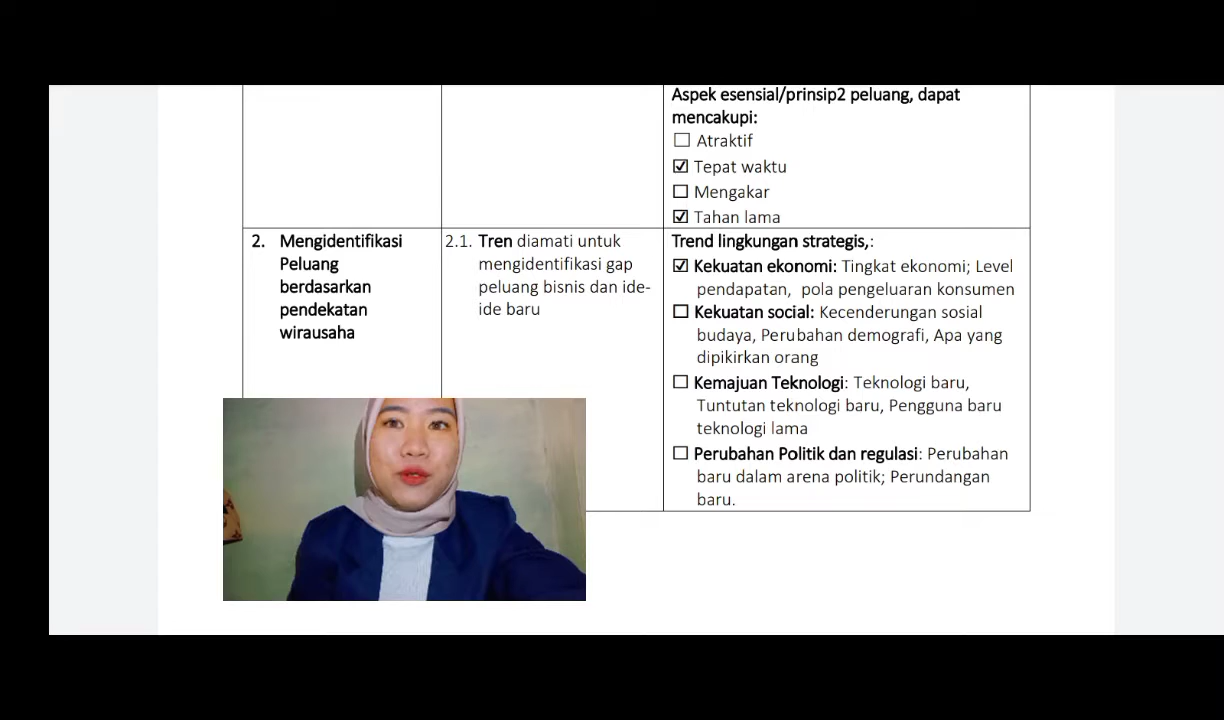 Aspek esensial/prinsip2 peluang, dapat
mencakupi:
☐ Atraktif
☑ Tepat waktu
☐ Mengakar
☑ Tahan lama
2. Mengidentifikasi
Peluang
berdasarkan
pendekatan
wirausaha
2.1. Tren diamati untuk
mengidentifikasi gap
peluang bisnis dan ide-
ide baru
Trend lingkungan strategis,:
☑ Kekuatan ekonomi: Tingkat ekonomi; Level
pendapatan, pola pengeluaran konsumen
☐ Kekuatan social: Kecenderungan sosial
budaya, Perubahan demografi, Apa yang
dipikirkan orang
☐ Kemajuan Teknologi: Teknologi baru,
Tuntutan teknologi baru, Pengguna baru
teknologi lama
☐ Perubahan Politik dan regulasi: Perubahan
baru dalam arena politik; Perundangan
baru.